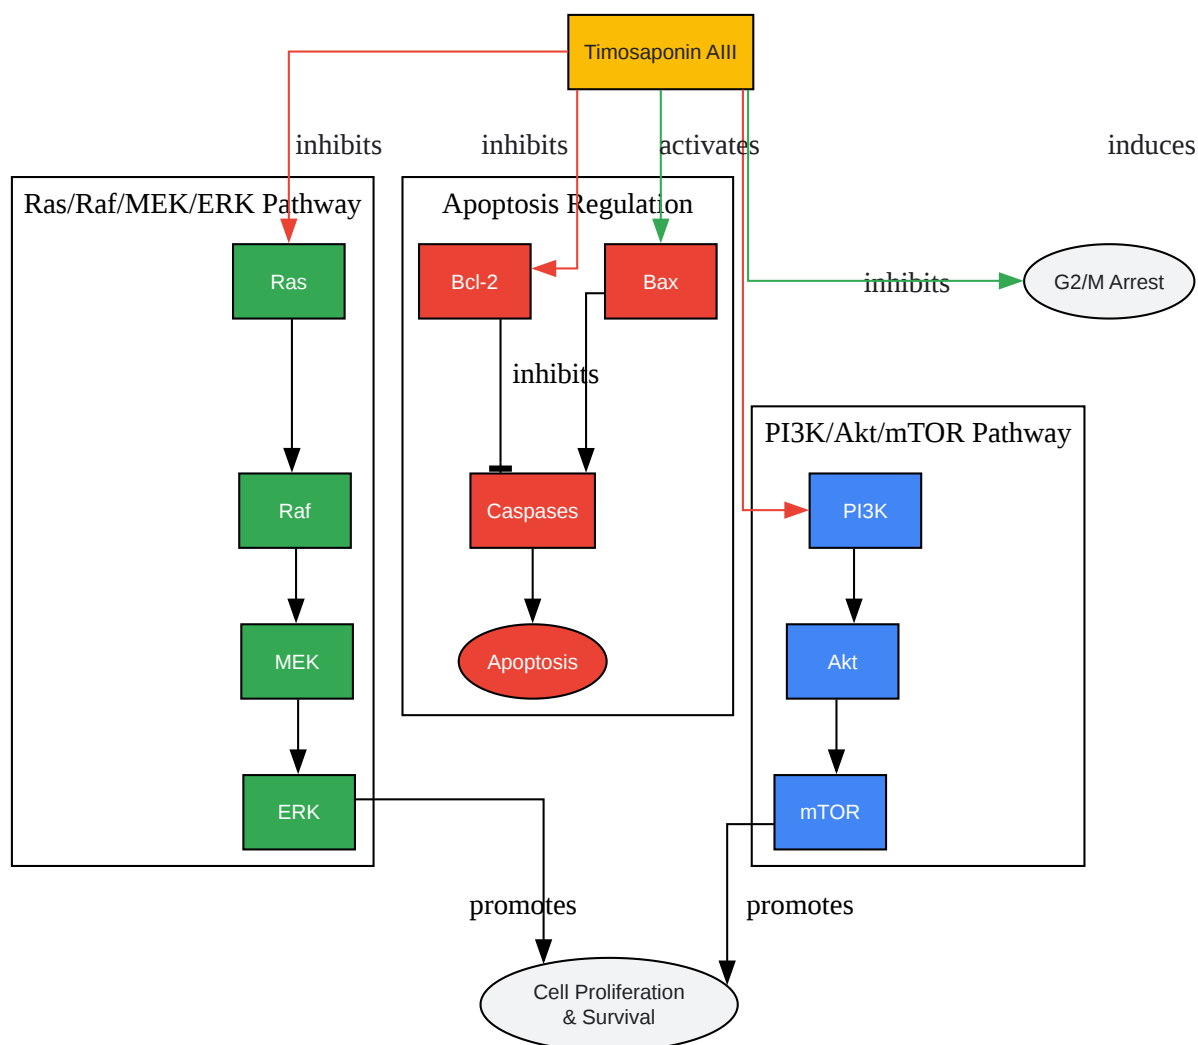 Timosaponin AIII
inhibits
inhibits
activates
induces
Ras/Raf/MEK/ERK Pathway
Apoptosis Regulation
Ras
Bcl-2
Bax
inhibits
G2/M Arrest
inhibits
PI3K/Akt/mTOR Pathway
Raf
Caspases
PI3K
MEK
Apoptosis
Akt
ERK
mTOR
promotes
promotes
Cell Proliferation
& Survival